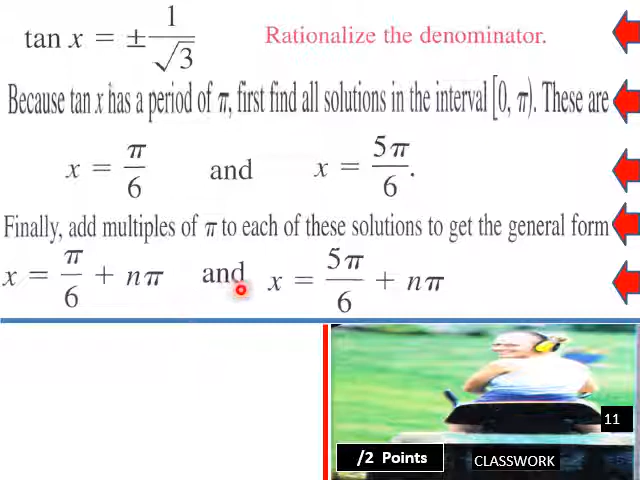 tan x = ± 1/√3 Rationalize the denominator.
Because tan x has a period of π, first find all solutions in the interval [0, π). These are
x = π/6 and x = 5π/6.
Finally, add multiples of π to each of these solutions to get the general form
x = π/6 + nπ and x = 5π/6 + nπ
11
/2 Points
CLASSWORK